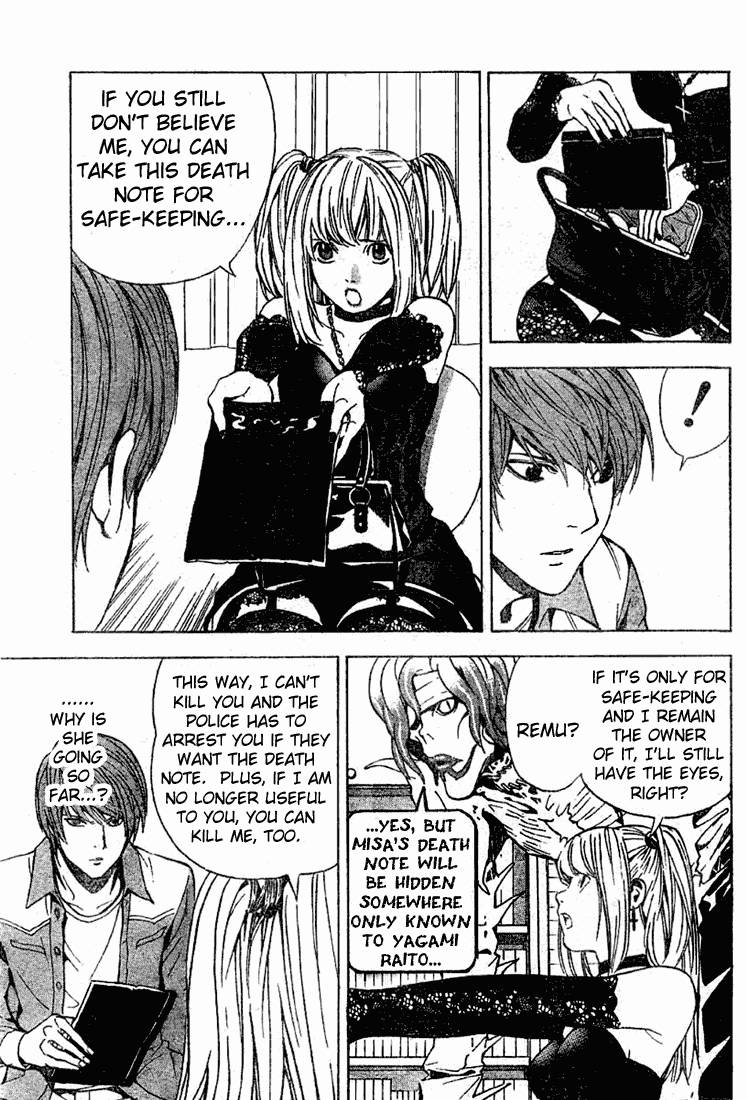 !
IF YOU STILL
DON'T BELIEVE
ME, YOU CAN
TAKE THIS DEATH
NOTE FOR
SAFE-KEEPING...
IF IT'S ONLY FOR
SAFE-KEEPING
AND I REMAIN
THE OWNER
OF IT, I'LL STILL
HAVE THE EYES,
RIGHT?
REMU?
...YES, BUT
MISA'S DEATH
NOTE WILL
BE HIDDEN
SOMEWHERE
ONLY KNOWN
TO YAGAMI
RAITO...
THIS WAY, I CAN'T
KILL YOU AND THE
POLICE HAS TO
ARREST YOU IF THEY
WANT THE DEATH
NOTE. PLUS, IF I AM
NO LONGER USEFUL
TO YOU, YOU CAN
KILL ME, TOO.
......
WHY IS
SHE
GOING
SO
FAR...?